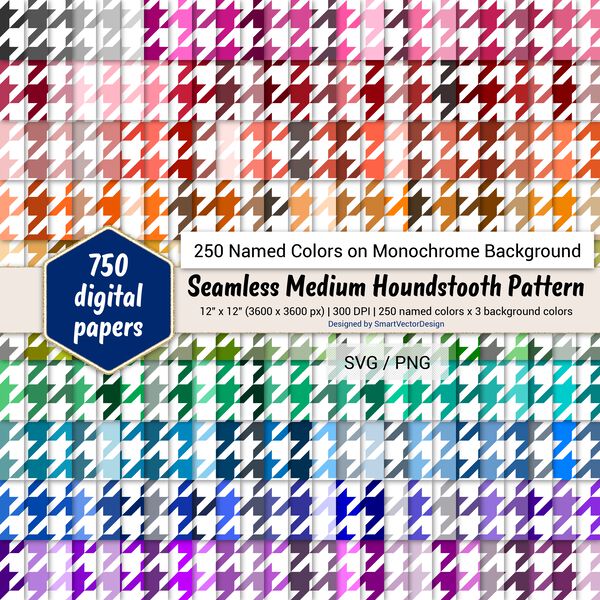 250 Named Colors on Monochrome Background
750
digital
papers
Seamless Medium Houndstooth Pattern
12" x 12" (3600 x 3600 px) | 300 DPI | 250 named colors x 3 background colors
Designed by SmartVectorDesign
SVG / PNG